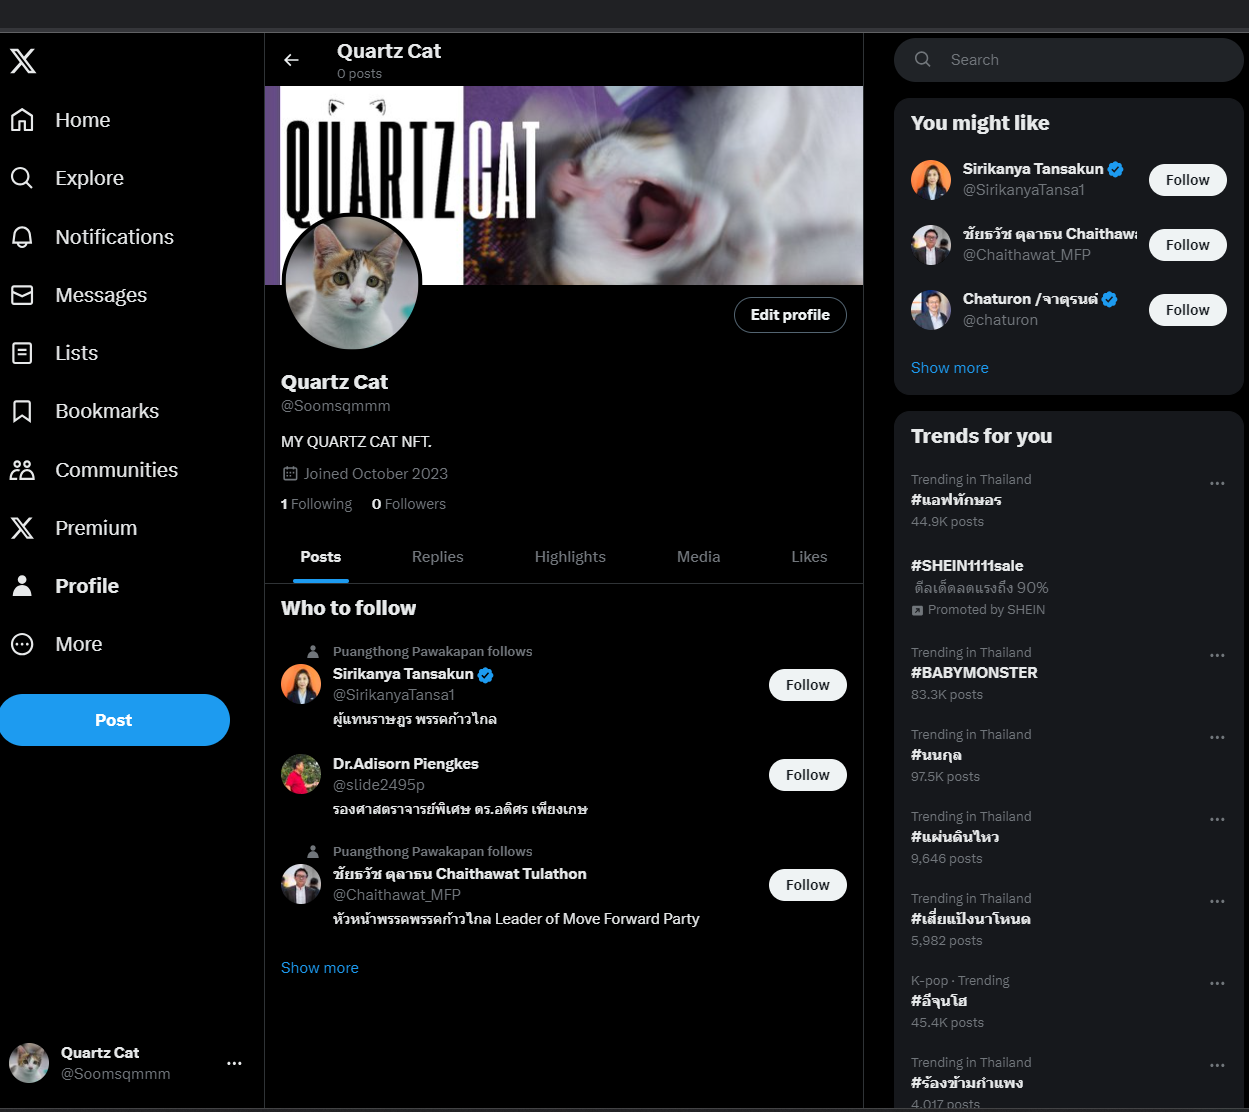 Home
Explore
Notifications
Messages
Lists
Bookmarks
Communities
Premium
Profile
More
Post
Quartz Cat
@Soomsqmmm
Quartz Cat
0 posts
QUARTZ CAT
Edit profile
Quartz Cat
@Soomsqmmm
MY QUARTZ CAT NFT.
Joined October 2023
1 Following 0 Followers
Posts Replies Highlights Media Likes
Who to follow
Puangthong Pawakapan follows
Sirikanya Tansakun
@SirikanyaTansa1
Follow
ผู้แทนราษฎร พรรคก้าวไกล
Dr.Adisorn Piengkes
@slide2495p
Follow
รองศาสตราจารย์พิเศษ ดร.อดิศร เพียงเกษ
Puangthong Pawakapan follows
ชัยธวัช ตุลาธน Chaithawat Tulathon
@Chaithawat_MFP
Follow
หัวหน้าพรรคพรรคก้าวไกล Leader of Move Forward Party
Show more
Search
You might like
Sirikanya Tansakun
@SirikanyaTansa1
Follow
ชัยธวัช ตุลาธน Chaithawa
@Chaithawat_MFP
Follow
Chaturon /จาตุรนต์
@chaturon
Follow
Show more
Trends for you
Trending in Thailand
#แอฟทักษอร
44.9K posts
#SHEIN1111sale
ดีลเด็ดลดแรงถึง 90%
Promoted by SHEIN
Trending in Thailand
#BABYMONSTER
83.3K posts
Trending in Thailand
#นนกุล
97.5K posts
Trending in Thailand
#แผ่นดินไหว
9,646 posts
Trending in Thailand
#เสี่ยแป้งนาโหนด
5,982 posts
K-pop · Trending
#อีจุนโฮ
45.4K posts
Trending in Thailand
#ร้องข้ามกำแพง
4,017 posts